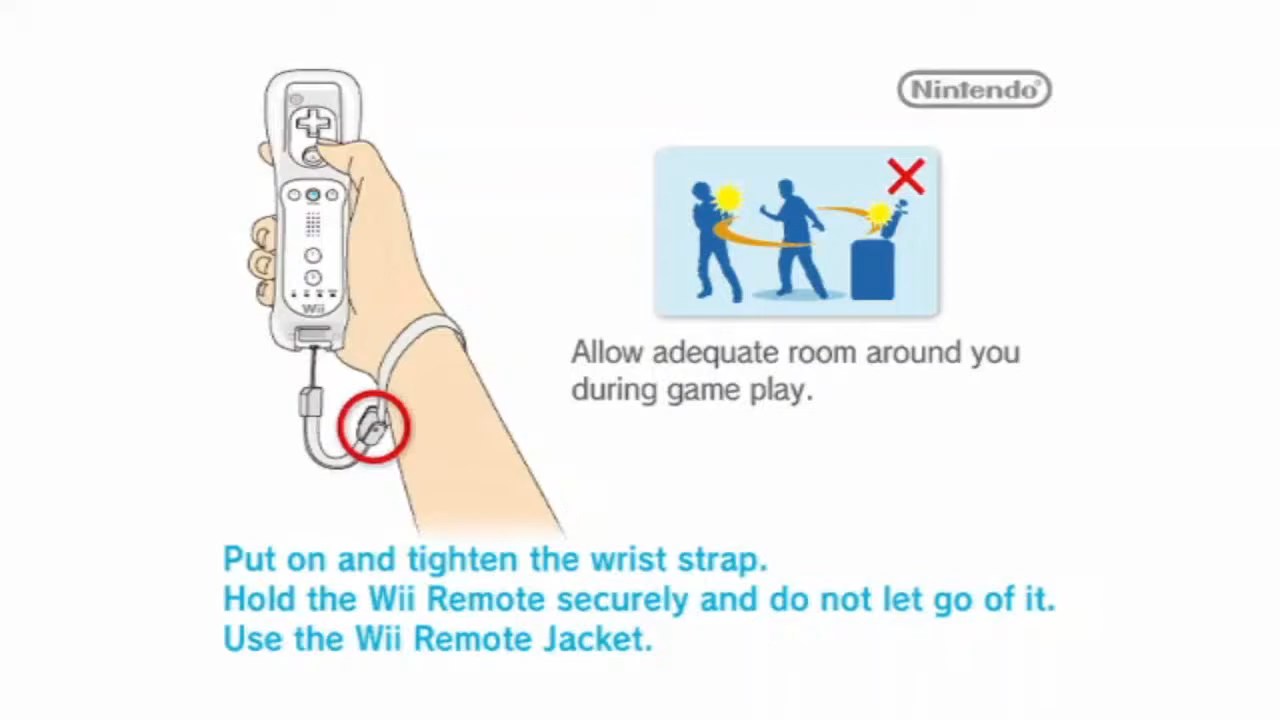 Nintendo®
Wii
Allow adequate room around you
during game play.
Put on and tighten the wrist strap.
Hold the Wii Remote securely and do not let go of it.
Use the Wii Remote Jacket.